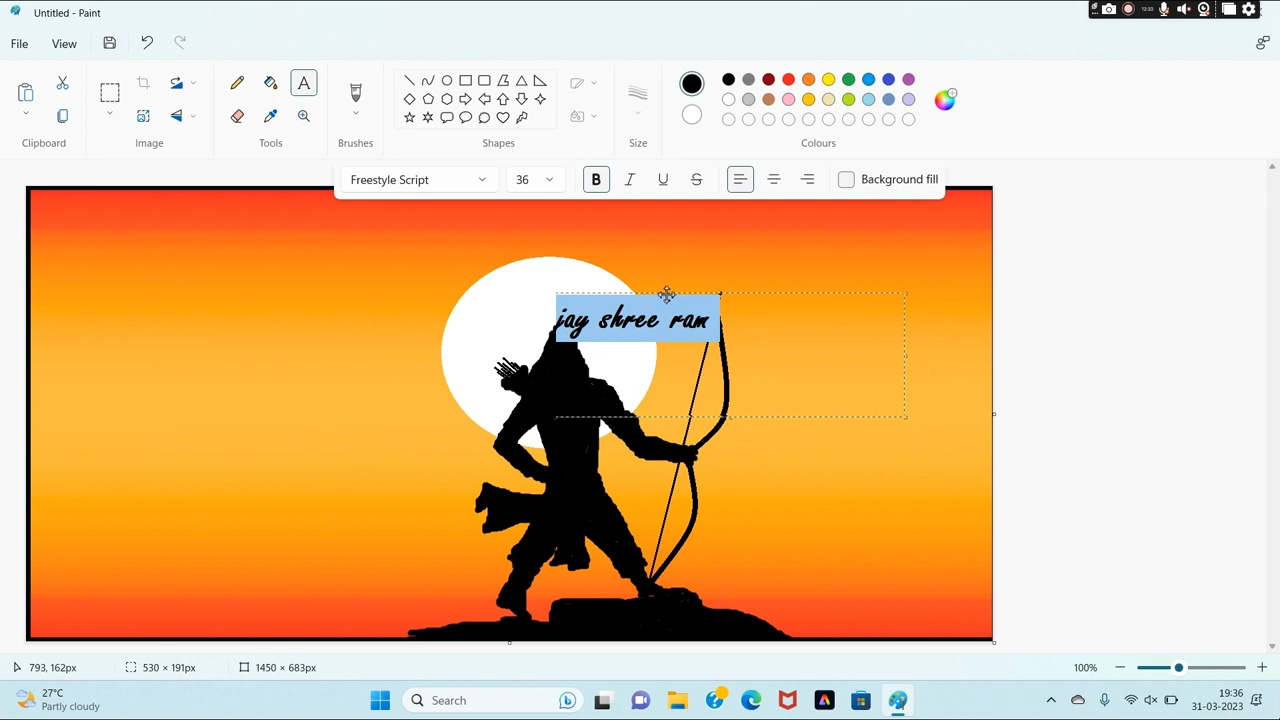 Untitled - Paint
File
View
Clipboard
Image
Tools
Brushes
Shapes
Size
Colours
Freestyle Script
36
B
I
U
S
Background fill
jay shree ram
793, 162px
530 × 191px
1450 × 683px
100%
27°C
Partly cloudy
Search
19:36
31-03-2023